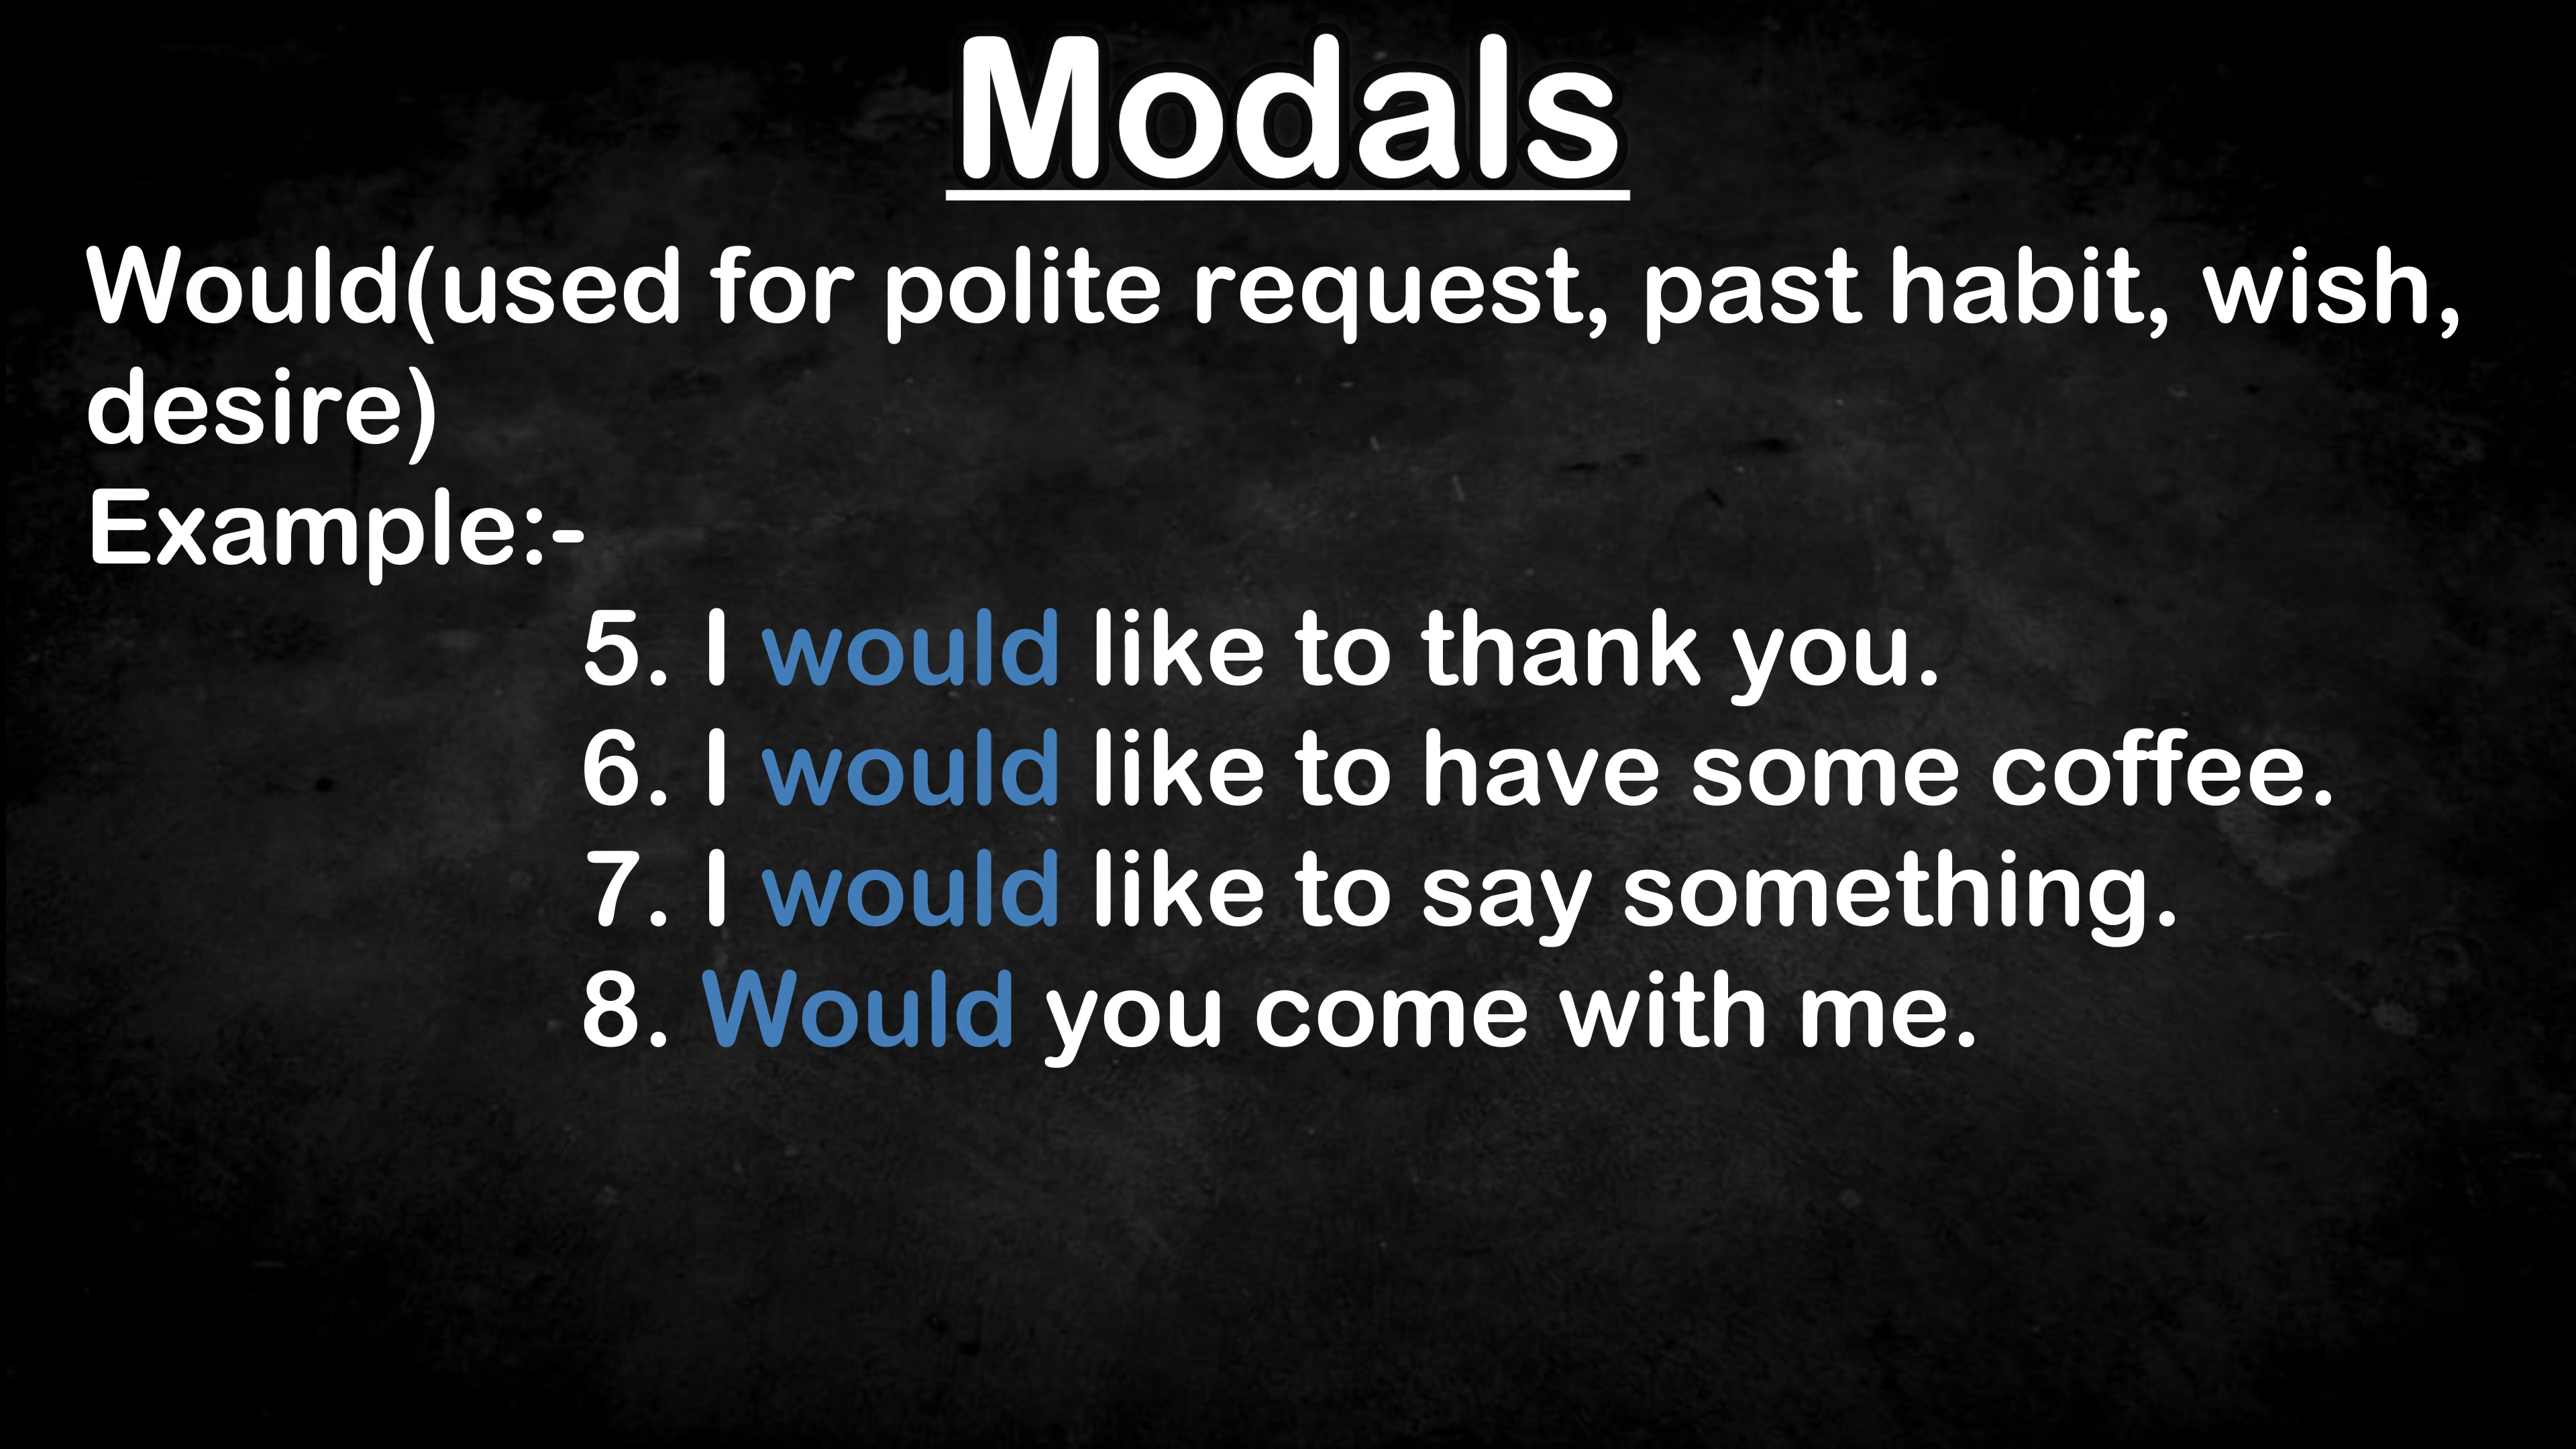 Modals
Would(used for polite request, past habit, wish,
desire)
Example:-
5. I would like to thank you.
6. I would like to have some coffee.
7. I would like to say something.
8. Would you come with me.